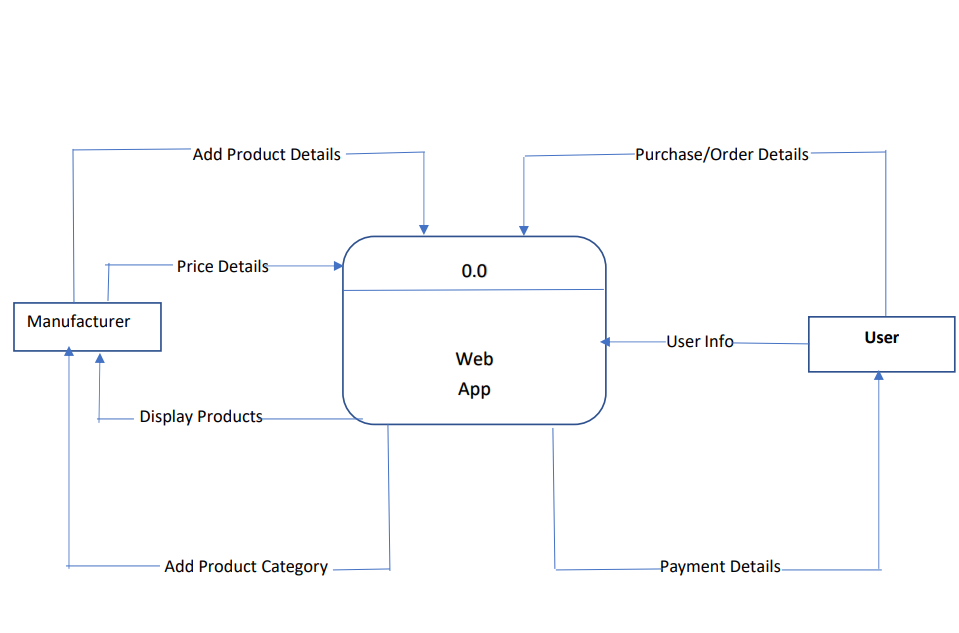 Add Product Details
Purchase/Order Details
Price Details
0.0
Manufacturer
User Info
User
Web
App
Display Products
Add Product Category
Payment Details